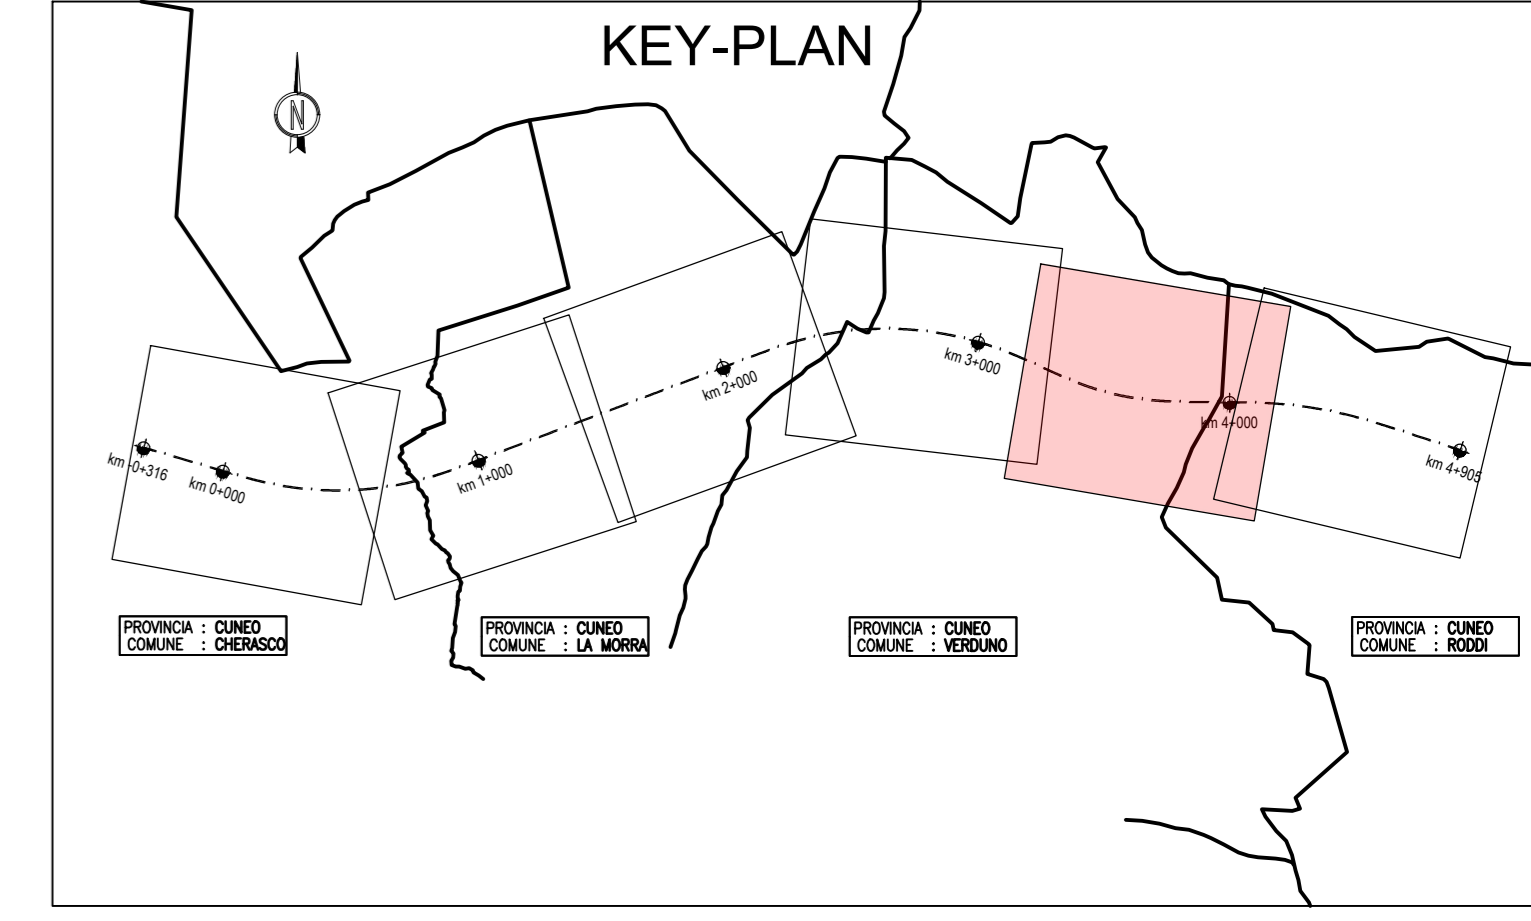 KEY-PLAN
N
km -0+316
km 0+000
km 1+000
km 2+000
km 3+000
km 4+000
km 4+905
PROVINCIA : CUNEO
COMUNE : CHERASCO
PROVINCIA : CUNEO
COMUNE : LA MORRA
PROVINCIA : CUNEO
COMUNE : VERDUNO
PROVINCIA : CUNEO
COMUNE : RODDI